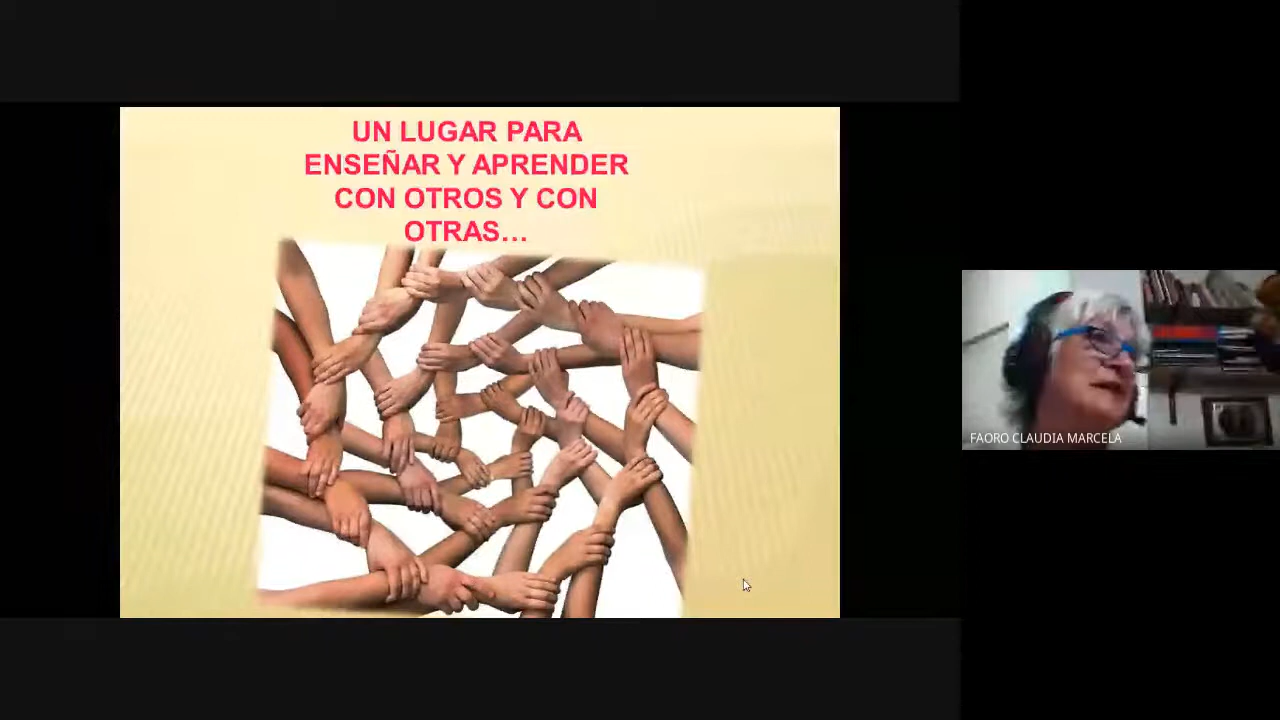 UN LUGAR PARA
ENSEÑAR Y APRENDER
CON OTROS Y CON
OTRAS...
FAORO CLAUDIA MARCELA